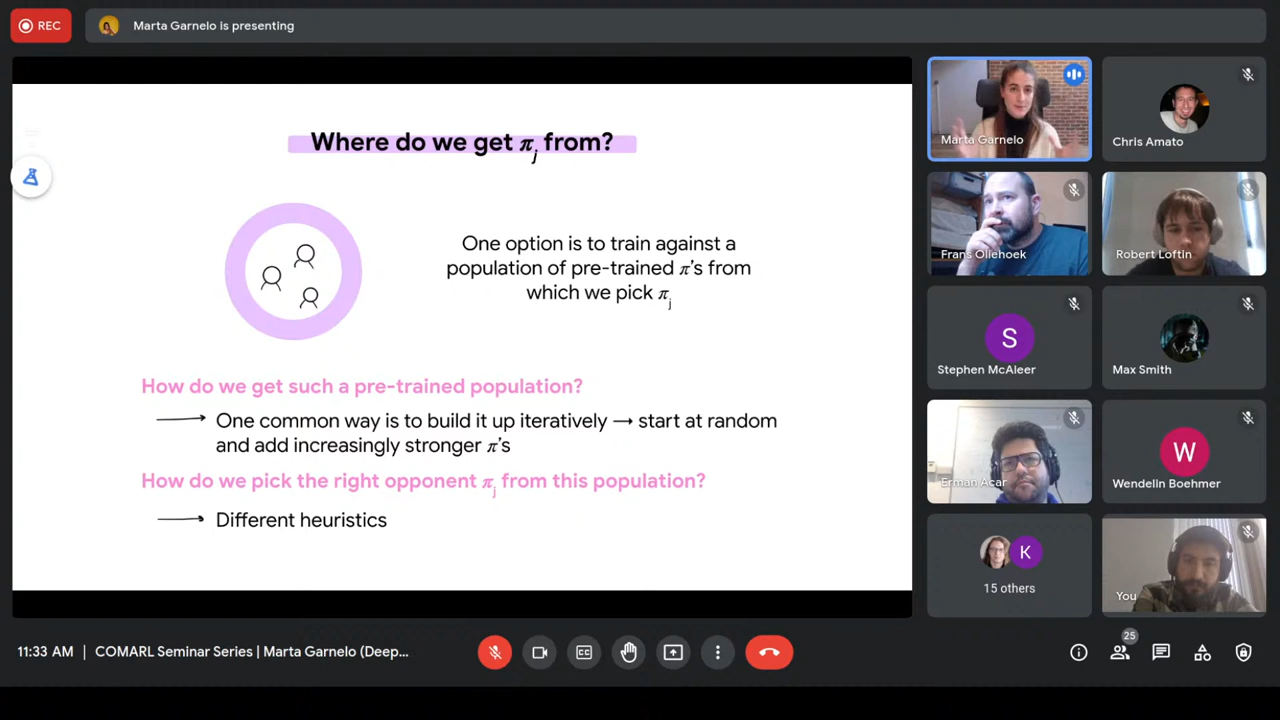 REC
Marta Garnelo is presenting
Where do we get πj from?
One option is to train against a
population of pre-trained π's from
which we pick πj
How do we get such a pre-trained population?
One common way is to build it up iteratively → start at random
and add increasingly stronger π's
How do we pick the right opponent πj from this population?
Different heuristics
Marta Garnelo
Chris Amato
Frans Oliehoek
Robert Loftin
S
Stephen McAleer
Max Smith
Erman Acar
W
Wendelin Boehmer
K
15 others
You
11:33 AM | COMARL Seminar Series | Marta Garnelo (Deep...
25